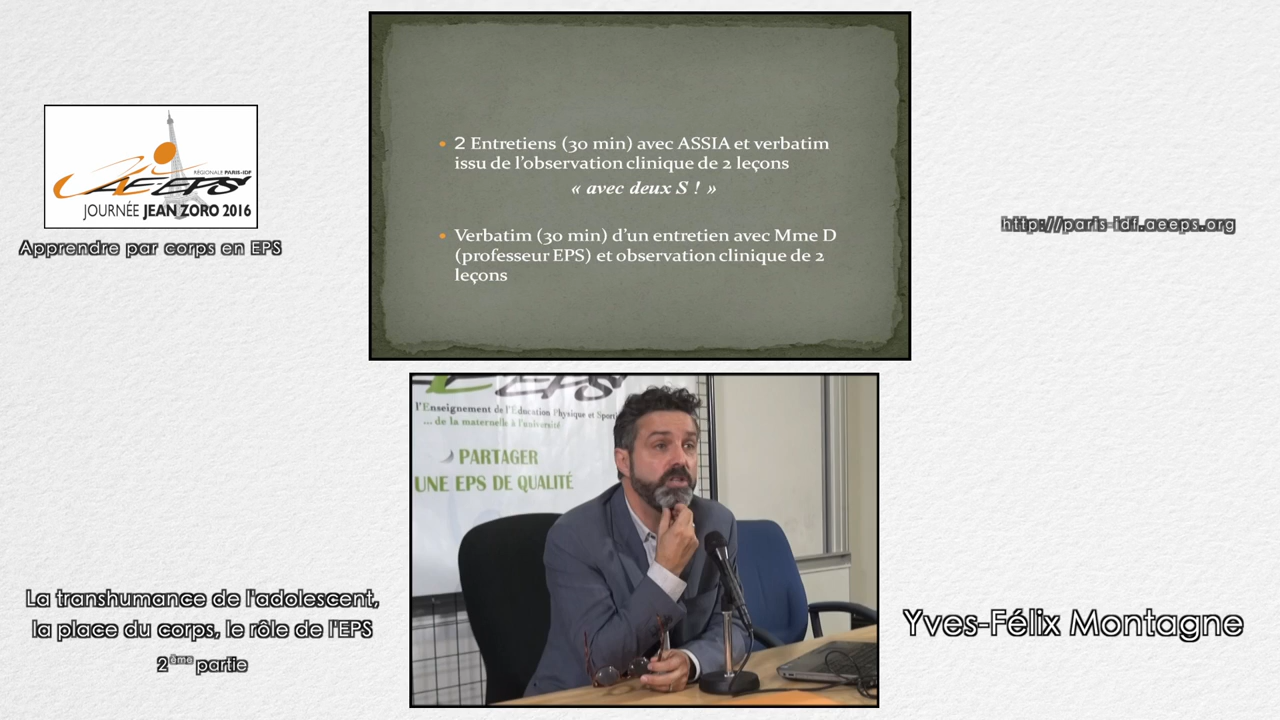 • 2 Entretiens (30 min) avec ASSIA et verbatim
issu de l'observation clinique de 2 leçons
« avec deux S ! »
• Verbatim (30 min) d'un entretien avec Mme D
(professeur EPS) et observation clinique de 2
leçons
AE-EPS
RÉGIONALE PARIS-IDF
JOURNÉE JEAN ZORO 2016
Apprendre par corps en EPS
http://paris-idf.aeeps.org
l'Enseignement de l'Éducation Physique et Sport
... de la maternelle à l'université
PARTAGER
UNE EPS DE QUALITÉ
La transhumance de l'adolescent,
la place du corps, le rôle de l'EPS
2ème partie
Yves-Félix Montagne